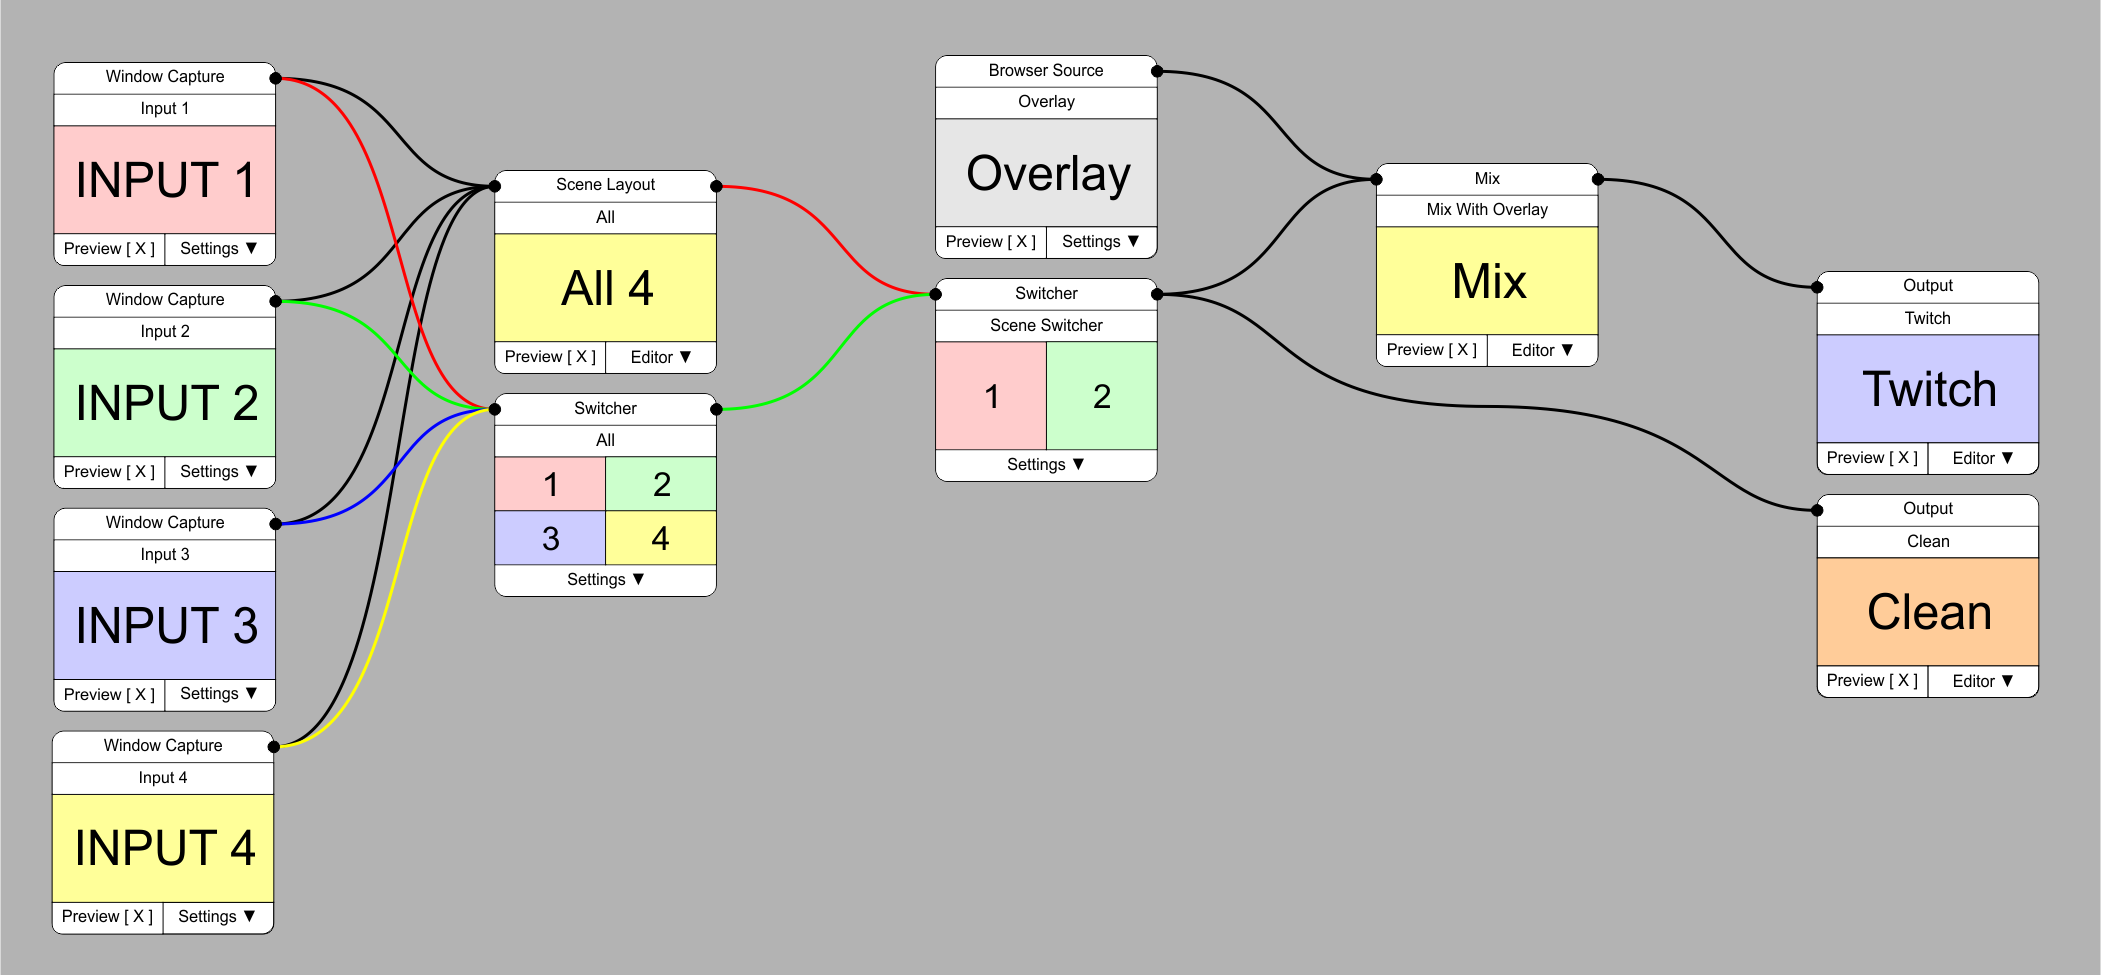 Window Capture
Input 1
INPUT 1
Preview [ X ] Settings ▼
Window Capture
Input 2
INPUT 2
Preview [ X ] Settings ▼
Window Capture
Input 3
INPUT 3
Preview [ X ] Settings ▼
Window Capture
Input 4
INPUT 4
Preview [ X ] Settings ▼
Scene Layout
All
All 4
Preview [ X ] Editor ▼
Switcher
All
1 2
3 4
Settings ▼
Browser Source
Overlay
Overlay
Preview [ X ] Settings ▼
Switcher
Scene Switcher
1 2
Settings ▼
Mix
Mix With Overlay
Mix
Preview [ X ] Editor ▼
Output
Twitch
Twitch
Preview [ X ] Editor ▼
Output
Clean
Clean
Preview [ X ] Editor ▼